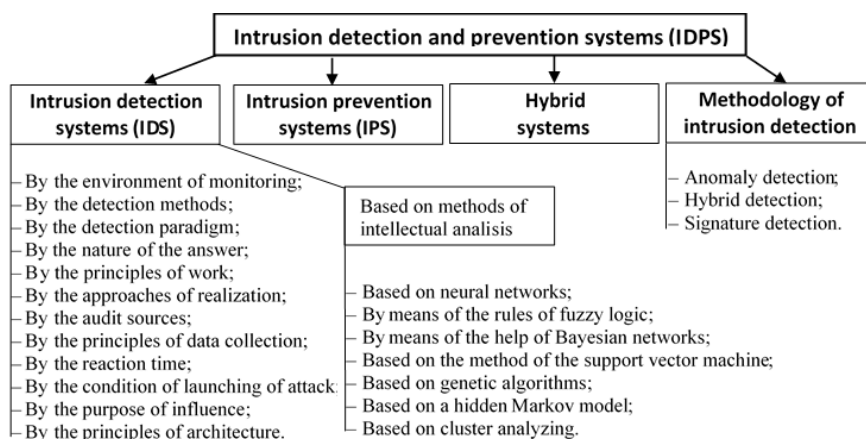 Intrusion detection and prevention systems (IDPS)
Intrusion detection
systems (IDS)
Intrusion prevention
systems (IPS)
Hybrid
systems
Methodology of
intrusion detection
– By the environment of monitoring;
– By the detection methods;
– By the detection paradigm;
– By the nature of the answer;
– By the principles of work;
– By the approaches of realization;
– By the audit sources;
– By the principles of data collection;
– By the reaction time;
– By the condition of launching of attack;
– By the purpose of influence;
– By the principles of architecture.
Based on methods of
intellectual analisis
– Based on neural networks;
– By means of the rules of fuzzy logic;
– By means of the help of Bayesian networks;
– Based on the method of the support vector machine;
– Based on genetic algorithms;
– Based on a hidden Markov model;
– Based on cluster analyzing.
– Anomaly detection;
– Hybrid detection;
– Signature detection.